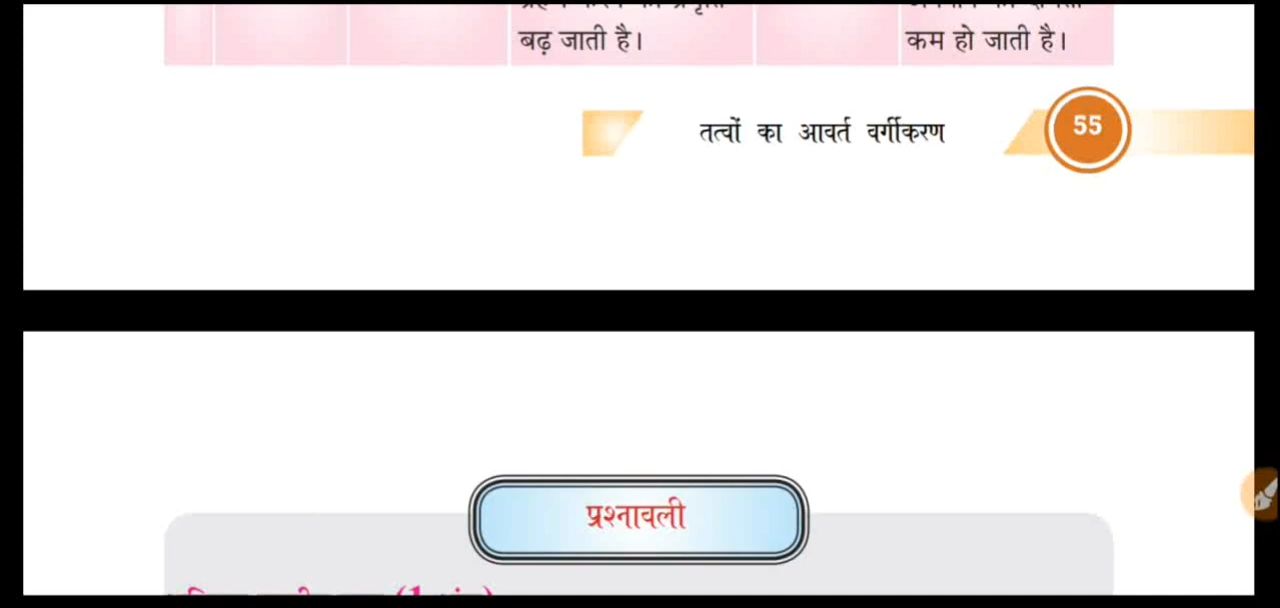 बढ़ जाती है। कम हो जाती है।
तत्वों का आवर्त वर्गीकरण 55
प्रश्नावली